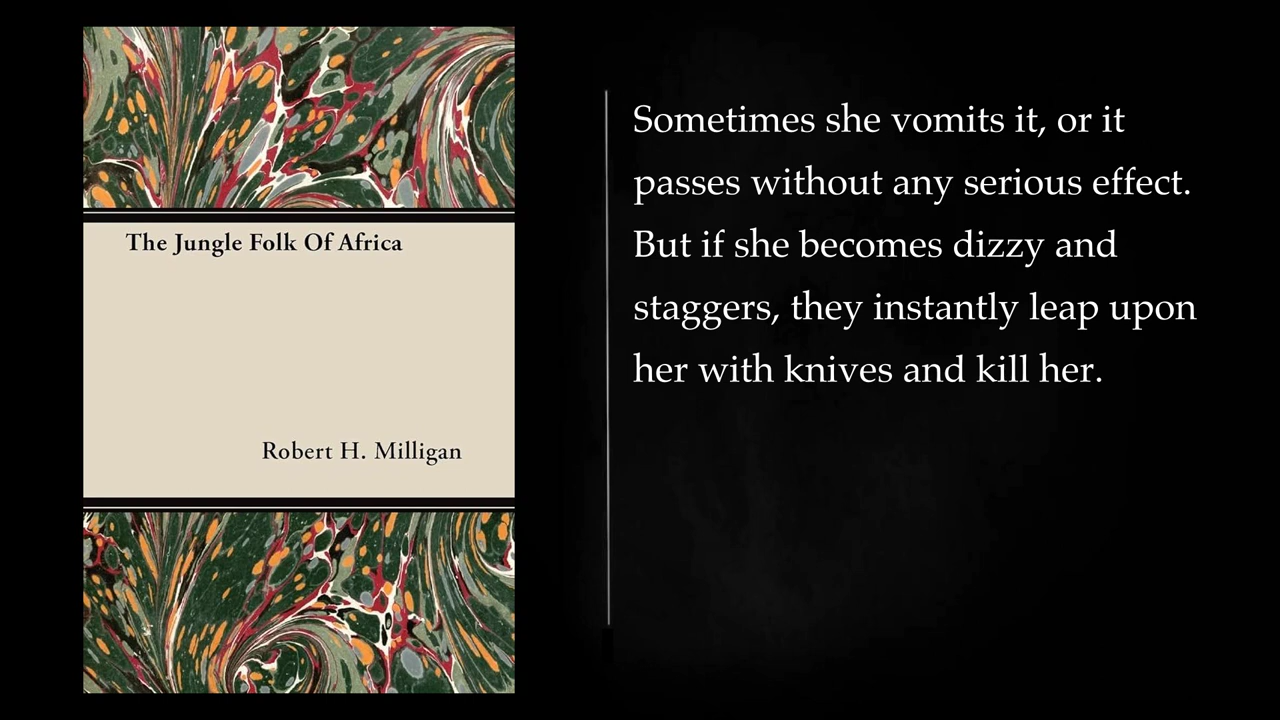 The Jungle Folk Of Africa
Robert H. Milligan
Sometimes she vomits it, or it
passes without any serious effect.
But if she becomes dizzy and
staggers, they instantly leap upon
her with knives and kill her.